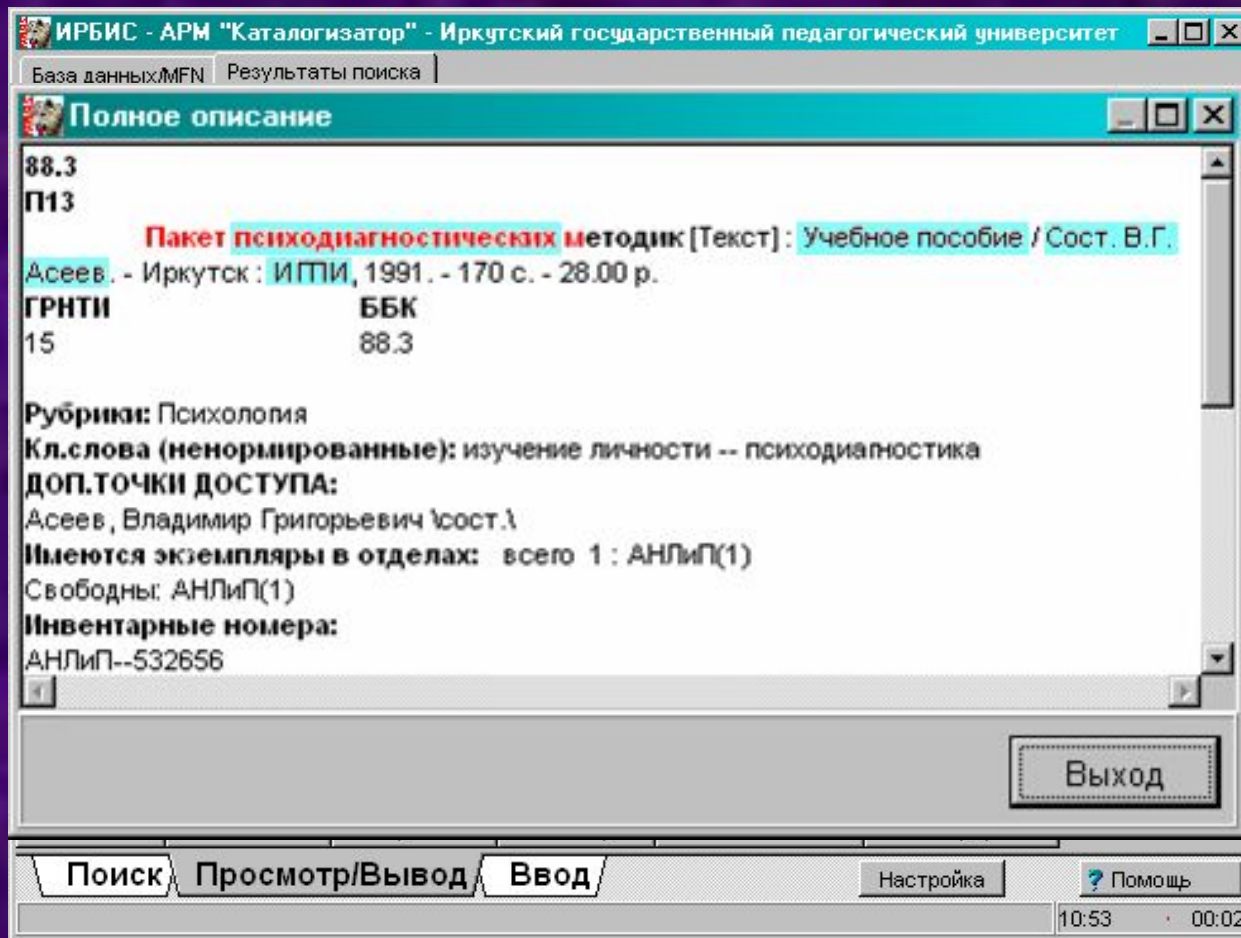 ИРБИС - АРМ "Каталогизатор" - Иркутский государственный педагогический университет
База данных/MFN Результаты поиска
Полное описание
88.3
П13
Пакет психодиагностических методик [Текст] : Учебное пособие / Сост. В.Г.
Асеев. - Иркутск : ИГПИ, 1991. - 170 с. - 28.00 р.
ГРНТИ ББК
15 88.3
Рубрики: Психология
Кл.слова (ненормированные): изучение личности -- психодиагностика
ДОП.ТОЧКИ ДОСТУПА:
Асеев, Владимир Григорьевич \сост.\
Имеются экземпляры в отделах: всего 1 : АНЛиП(1)
Свободны: АНЛиП(1)
Инвентарные номера:
АНЛиП--532656
Выход
Поиск Просмотр/Вывод Ввод Настройка ? Помощь
10:53 00:02